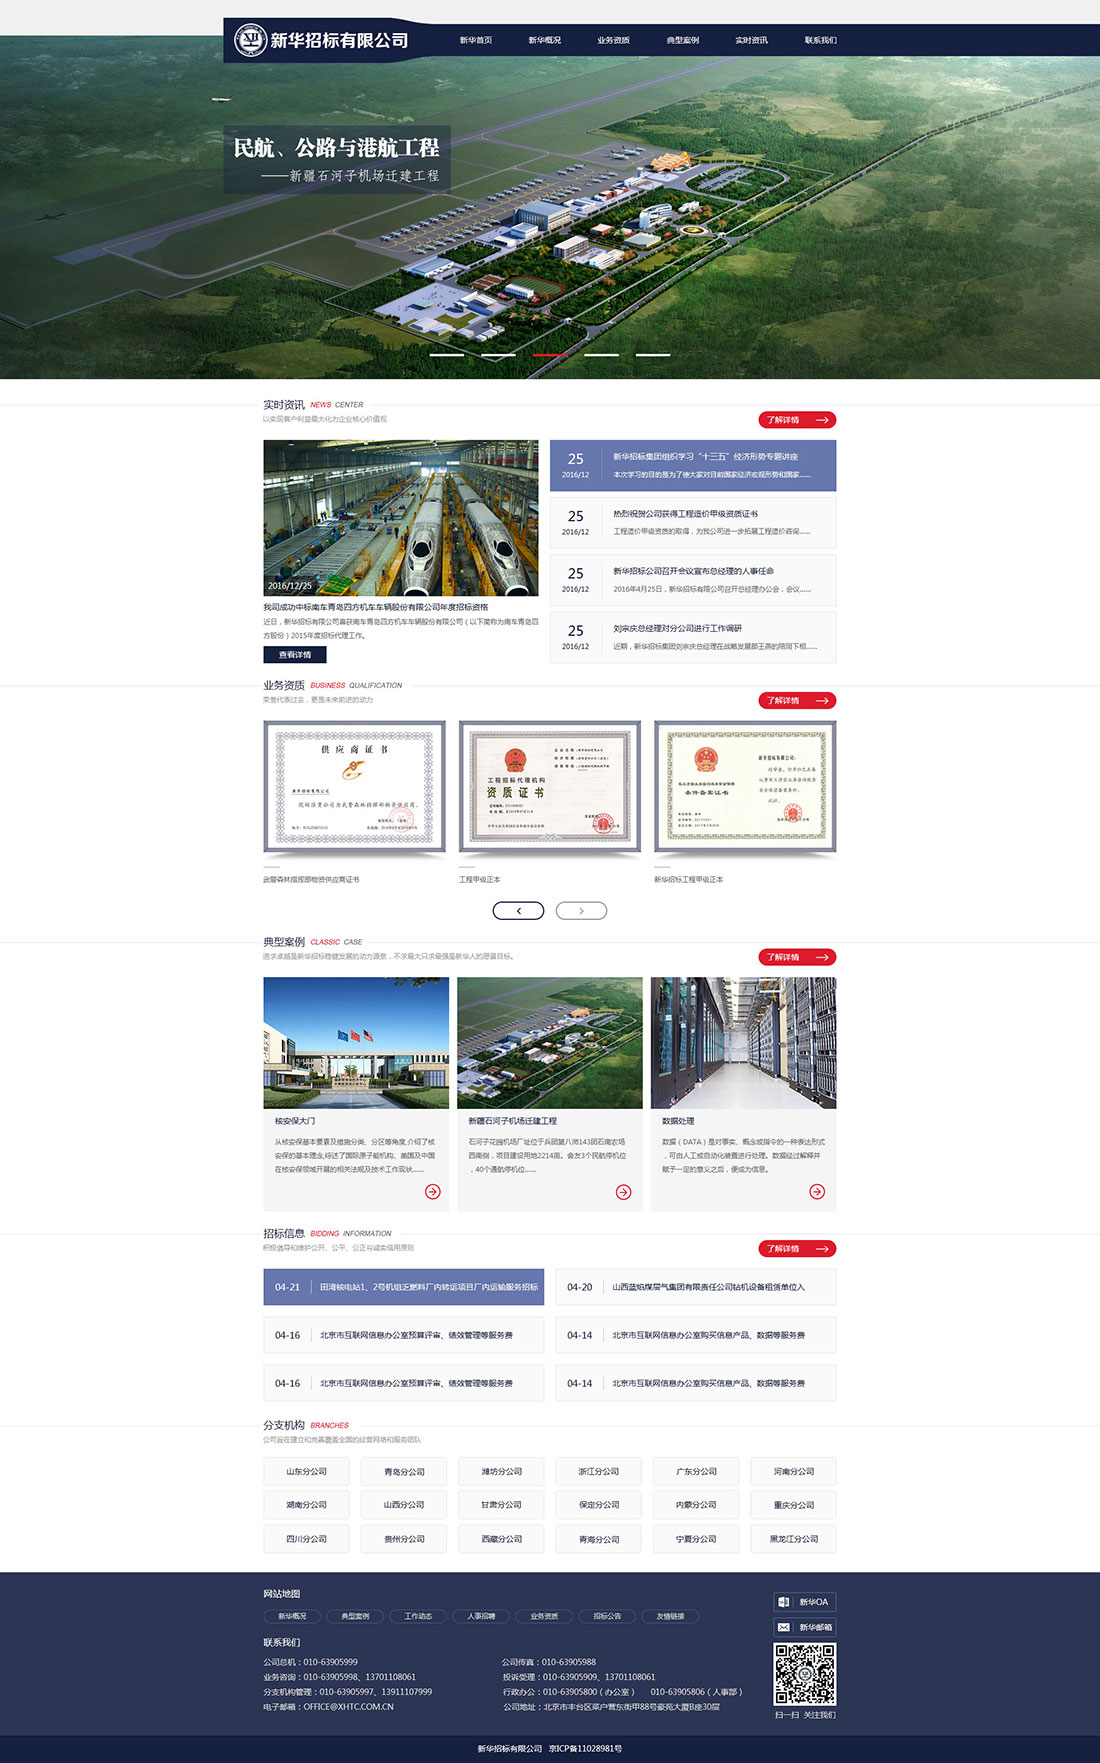 新华招标有限公司
新华首页 新华概况 业务资质 典型案例 实时资讯 联系我们
民航、公路与港航工程
——新疆石河子机场迁建工程
实时资讯 NEWS CENTER
以实现客户利益最大化为企业核心价值观
了解详情
2016/12/25
我司成功中标南车青岛四方机车车辆股份有限公司年度招标资格
近日，新华招标有限公司喜获南车青岛四方机车车辆股份有限公司（以下简称为南车青岛四
方股份）2015年度招标代理工作。
查看详情
25
2016/12
新华招标集团组织学习“十三五”经济形势专题讲座
本次学习的目的是为了使大家对目前国家经济宏观形势和国家......
25
2016/12
热烈祝贺公司获得工程造价甲级资质证书
工程造价甲级资质的取得，为我公司进一步拓展工程造价咨询......
25
2016/12
新华招标公司召开会议宣布总经理的人事任命
2016年4月25日，新华招标有限公司召开总经理办公会，会议......
25
2016/12
刘宗庆总经理对分公司进行工作调研
近期，新华招标集团刘宗庆总经理在战略发展部王燕的陪同下相......
业务资质 BUSINESS QUALIFICATION
荣誉代表过去，更是未来前进的动力
了解详情
供应商证书
工程招标代理机构
资质证书
武警森林指挥部物资供应商证书
工程甲级正本
新华招标工程甲级正本
典型案例 CLASSIC CASE
追求卓越是新华招标稳健发展的动力源泉，不求最大只求最强是新华人的愿景目标。
了解详情
核安保大门
从核安保基本要素及措施分类、分区等角度,介绍了核
安保的基本理念,综述了国际原子能机构、美国及中国
在核安保领域开展的相关法规及技术工作现状......
新疆石河子机场迁建工程
石河子花园机场厂址位于兵团第八师143团石南农场
西南侧，项目建设用地2214亩。会友3个民航停机位
，40个通航停机位......
数据处理
数据（DATA）是对事实、概念或指令的一种表达形式
，可由人工或自动化装置进行处理。数据经过解释并
赋予一定的意义之后，便成为信息。
招标信息 BIDDING INFORMATION
积极倡导和维护公开、公平、公正与诚实信用原则
了解详情
04-21 田湾核电站1、2号机组乏燃料厂内转运项目厂内运输服务招标
04-20 山西蓝焰煤层气集团有限责任公司钻机设备租赁单位入
04-16 北京市互联网信息办公室预算评审、绩效管理等服务费
04-14 北京市互联网信息办公室购买信息产品、数据等服务费
04-16 北京市互联网信息办公室预算评审、绩效管理等服务费
04-14 北京市互联网信息办公室购买信息产品、数据等服务费
分支机构 BRANCHES
公司旨在建立和完善覆盖全国的经营网络和服务团队
山东分公司 青岛分公司 潍坊分公司 浙江分公司 广东分公司 河南分公司
湖南分公司 山西分公司 甘肃分公司 保定分公司 内蒙分公司 重庆分公司
四川分公司 贵州分公司 西藏分公司 青海分公司 宁夏分公司 黑龙江分公司
网站地图
新华概况 典型案例 工作动态 人事招聘 业务资质 招标公告 友情链接
联系我们
公司总机：010-63905999
公司传真：010-63905988
业务咨询：010-63905998、13701108061
投诉受理：010-63905909、13701108061
分支机构管理：010-63905997、13911107999
行政办公：010-63905800（办公室） 010-63905806（人事部）
电子邮箱：OFFICE@XHTC.COM.CN
公司地址：北京市丰台区菜户营东街甲88号豪苑大厦B座30层
新华OA
新华邮箱
扫一扫 关注我们
新华招标有限公司 京ICP备11028981号